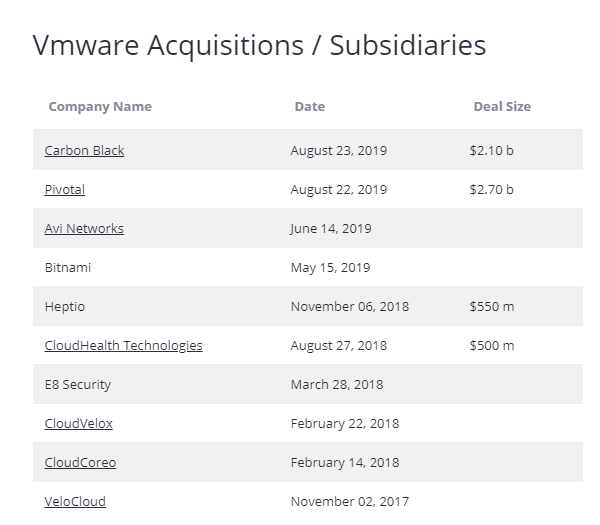 Vmware Acquisitions / Subsidiaries
Company Name Date Deal Size
Carbon Black August 23, 2019 $2.10 b
Pivotal August 22, 2019 $2.70 b
Avi Networks June 14, 2019
Bitnami May 15, 2019
Heptio November 06, 2018 $550 m
CloudHealth Technologies August 27, 2018 $500 m
E8 Security March 28, 2018
CloudVelox February 22, 2018
CloudCoreo February 14, 2018
VeloCloud November 02, 2017